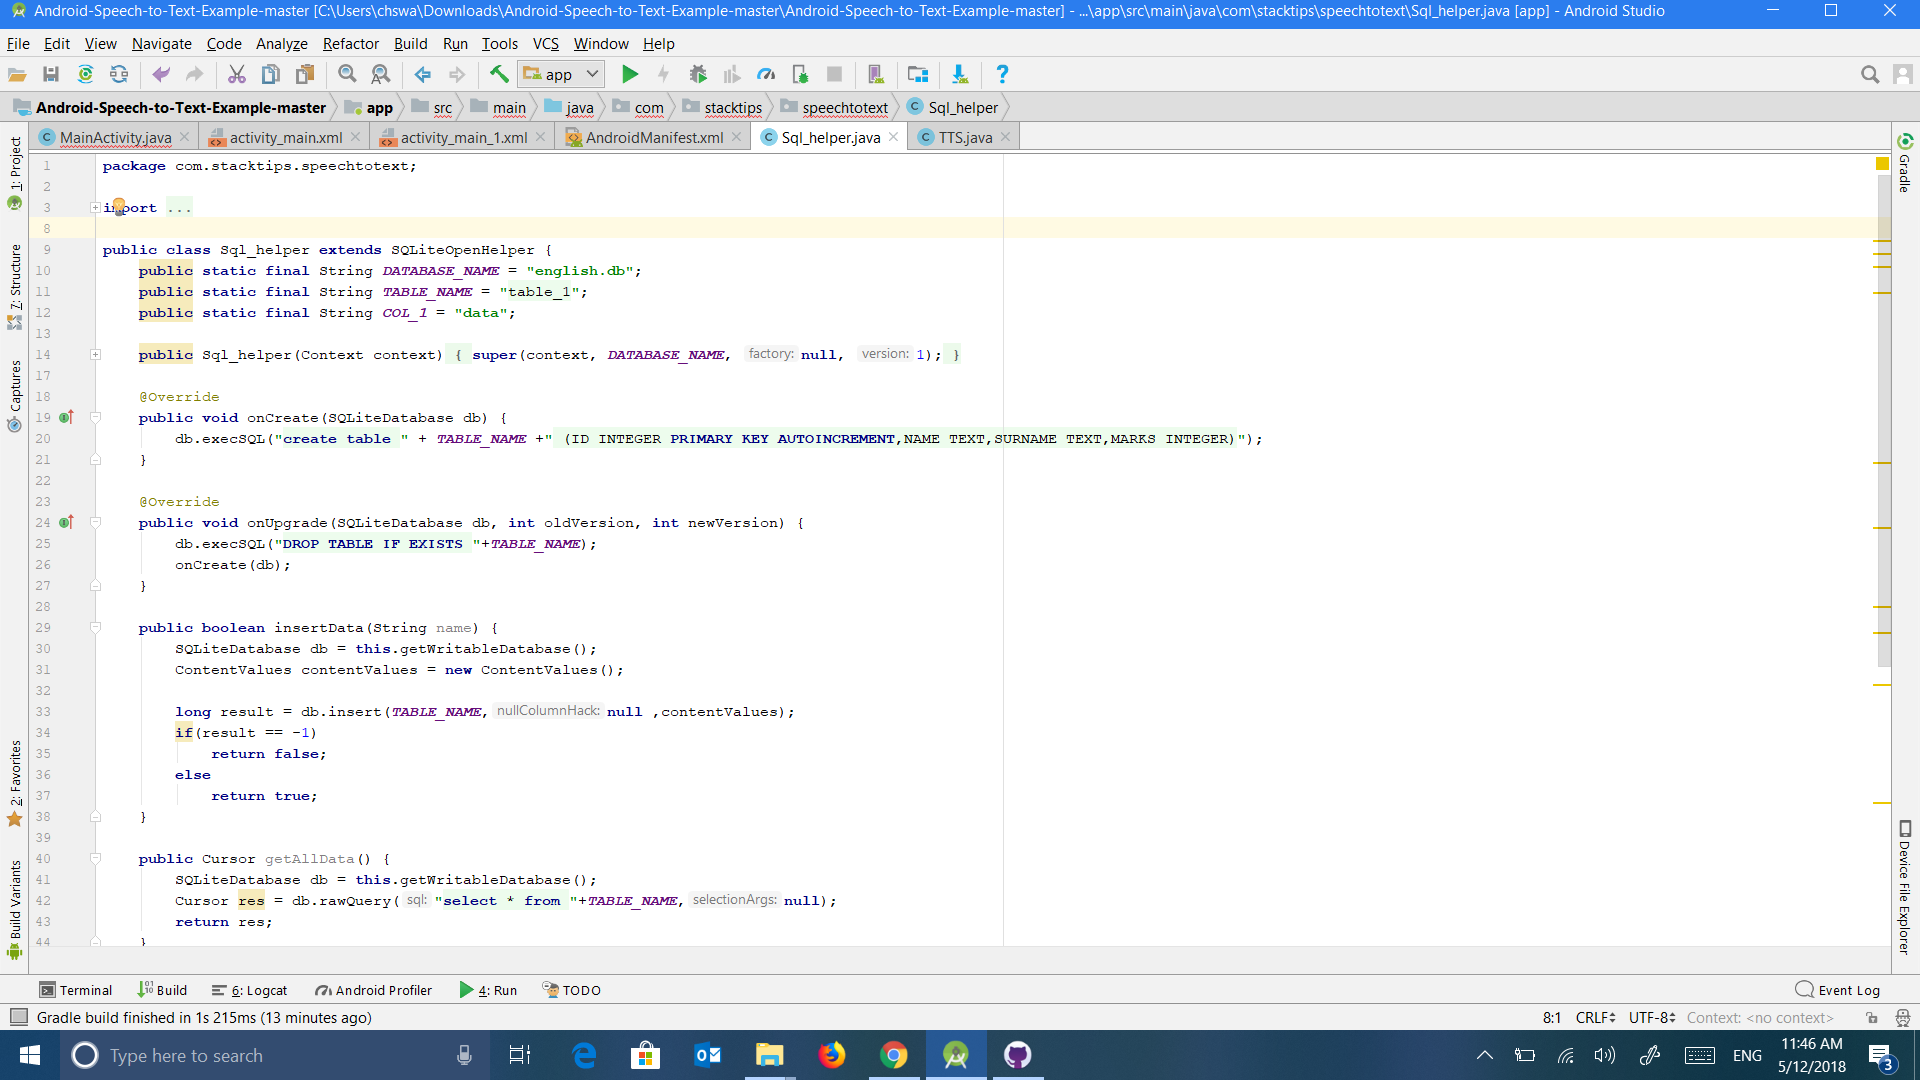 Android-Speech-to-Text-Example-master [C:\Users\chswa\Downloads\Android-Speech-to-Text-Example-master\Android-Speech-to-Text-Example-master] - ...\app\src\main\java\com\stacktips\speechtotext\Sql_helper.java [app] - Android Studio
File Edit View Navigate Code Analyze Refactor Build Run Tools VCS Window Help
app
Android-Speech-to-Text-Example-master app src main java com stacktips speechtotext Sql_helper
MainActivity.java activity_main.xml activity_main_1.xml AndroidManifest.xml Sql_helper.java TTS.java
1: Project
7: Structure
Captures
2: Favorites
Build Variants
1 package com.stacktips.speechtotext;
2
3 import ...
8
9 public class Sql_helper extends SQLiteOpenHelper {
10 public static final String DATABASE_NAME = "english.db";
11 public static final String TABLE_NAME = "table_1";
12 public static final String COL_1 = "data";
13
14 public Sql_helper(Context context) { super(context, DATABASE_NAME, factory: null, version: 1); }
17
18 @Override
19 public void onCreate(SQLiteDatabase db) {
20 db.execSQL("create table " + TABLE_NAME +" (ID INTEGER PRIMARY KEY AUTOINCREMENT,NAME TEXT,SURNAME TEXT,MARKS INTEGER)");
21 }
22
23 @Override
24 public void onUpgrade(SQLiteDatabase db, int oldVersion, int newVersion) {
25 db.execSQL("DROP TABLE IF EXISTS "+TABLE_NAME);
26 onCreate(db);
27 }
28
29 public boolean insertData(String name) {
30 SQLiteDatabase db = this.getWritableDatabase();
31 ContentValues contentValues = new ContentValues();
32
33 long result = db.insert(TABLE_NAME, nullColumnHack: null ,contentValues);
34 if(result == -1)
35 return false;
36 else
37 return true;
38 }
39
40 public Cursor getAllData() {
41 SQLiteDatabase db = this.getWritableDatabase();
42 Cursor res = db.rawQuery( sql: "select * from "+TABLE_NAME, selectionArgs: null);
43 return res;
44 }
Gradle
Device File Explorer
Terminal Build 6: Logcat Android Profiler 4: Run TODO Event Log
Gradle build finished in 1s 215ms (13 minutes ago) 8:1 CRLF UTF-8 Context: <no context>
Type here to search ENG 11:46 AM
5/12/2018 3